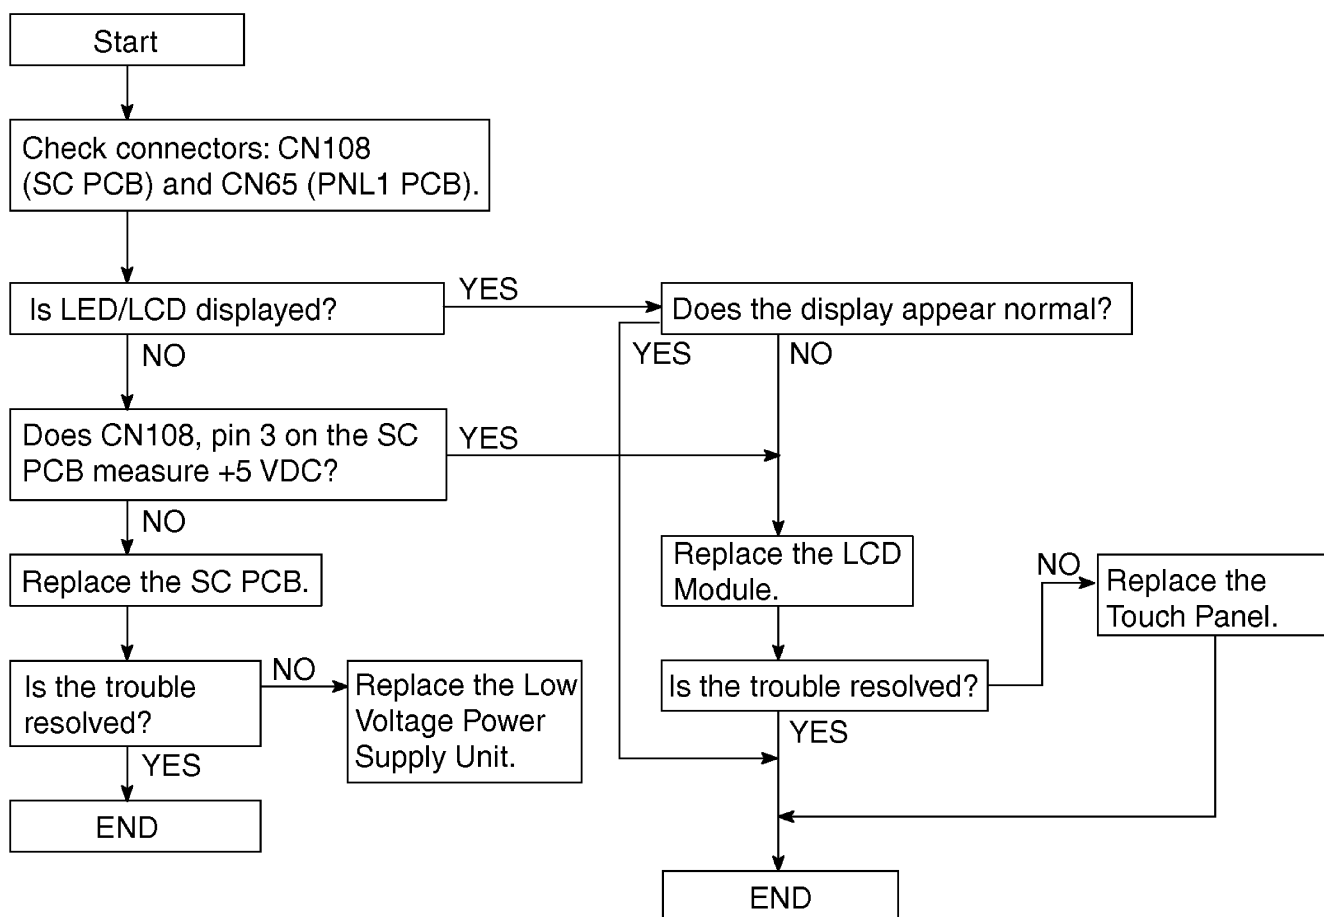 Start
Check connectors: CN108
(SC PCB) and CN65 (PNL1 PCB).
Is LED/LCD displayed?
YES
Does the display appear normal?
NO
YES
NO
Does CN108, pin 3 on the SC
PCB measure +5 VDC?
YES
NO
Replace the SC PCB.
Replace the LCD
Module.
NO
Replace the
Touch Panel.
Is the trouble
resolved?
NO
Replace the Low
Voltage Power
Supply Unit.
Is the trouble resolved?
YES
YES
END
END